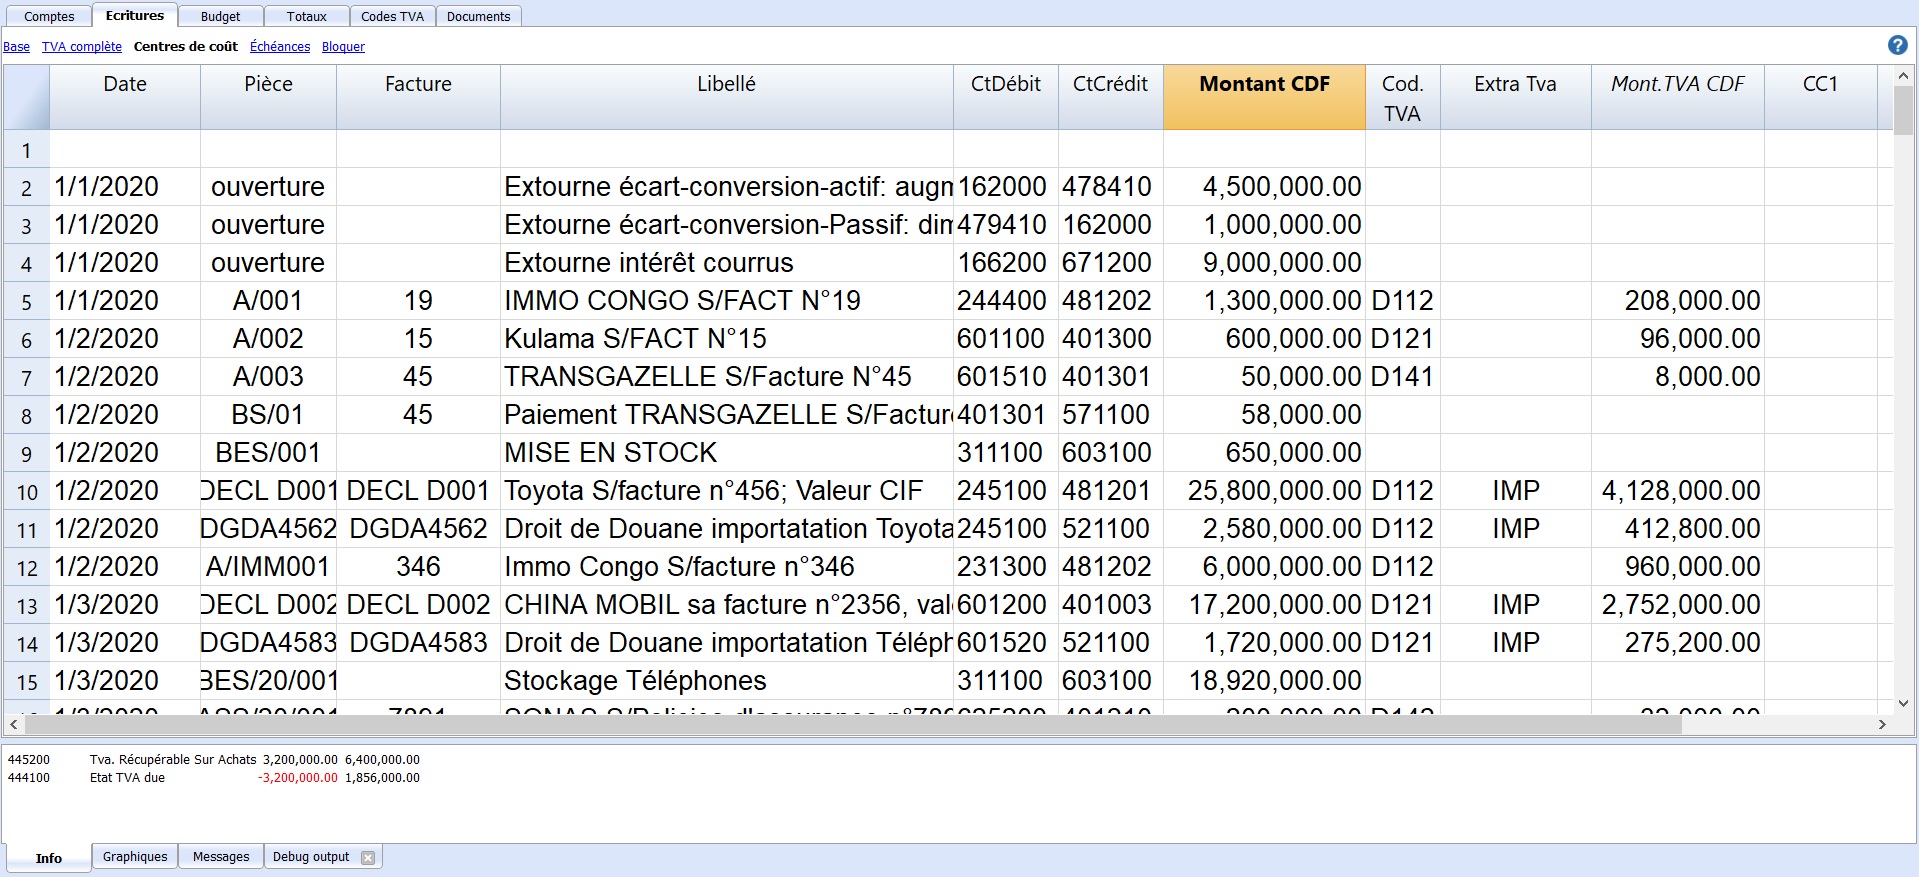 Comptes Ecritures Budget Totaux Codes TVA Documents
Base TVA complète Centres de coût Échéances Bloquer ?
Date Pièce Facture Libellé CtDébit CtCrédit Montant CDF Cod. TVA Extra Tva Mont.TVA CDF CC1
1
2 1/1/2020 ouverture Extourne écart-conversion-actif: augm 162000 478410 4,500,000.00
3 1/1/2020 ouverture Extourne écart-conversion-Passif: dim 479410 162000 1,000,000.00
4 1/1/2020 ouverture Extourne intérêt courrus 166200 671200 9,000,000.00
5 1/1/2020 A/001 19 IMMO CONGO S/FACT N°19 244400 481202 1,300,000.00 D112 208,000.00
6 1/2/2020 A/002 15 Kulama S/FACT N°15 601100 401300 600,000.00 D121 96,000.00
7 1/2/2020 A/003 45 TRANSGAZELLE S/Facture N°45 601510 401301 50,000.00 D141 8,000.00
8 1/2/2020 BS/01 45 Paiement TRANSGAZELLE S/Facture 401301 571100 58,000.00
9 1/2/2020 BES/001 MISE EN STOCK 311100 603100 650,000.00
10 1/2/2020 DECL D001 DECL D001 Toyota S/facture n°456; Valeur CIF 245100 481201 25,800,000.00 D112 IMP 4,128,000.00
11 1/2/2020 DGDA4562 DGDA4562 Droit de Douane importatation Toyota 245100 521100 2,580,000.00 D112 IMP 412,800.00
12 1/2/2020 A/IMM001 346 Immo Congo S/facture n°346 231300 481202 6,000,000.00 D112 960,000.00
13 1/3/2020 DECL D002 DECL D002 CHINA MOBIL sa facture n°2356, val 601200 401003 17,200,000.00 D121 IMP 2,752,000.00
14 1/3/2020 DGDA4583 DGDA4583 Droit de Douane importatation Téléph 601520 521100 1,720,000.00 D121 IMP 275,200.00
15 1/3/2020 BES/20/001 Stockage Téléphones 311100 603100 18,920,000.00
445200 Tva. Récupérable Sur Achats 3,200,000.00 6,400,000.00
444100 Etat TVA due -3,200,000.00 1,856,000.00
Info Graphiques Messages Debug output